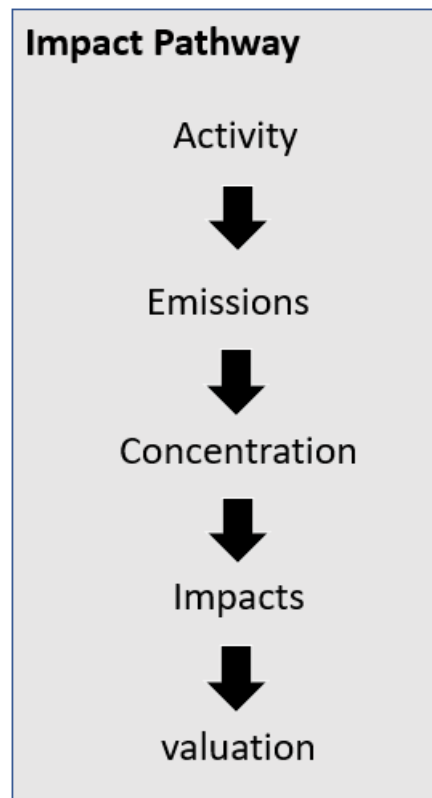 Impact Pathway
Activity
Emissions
Concentration
Impacts
valuation